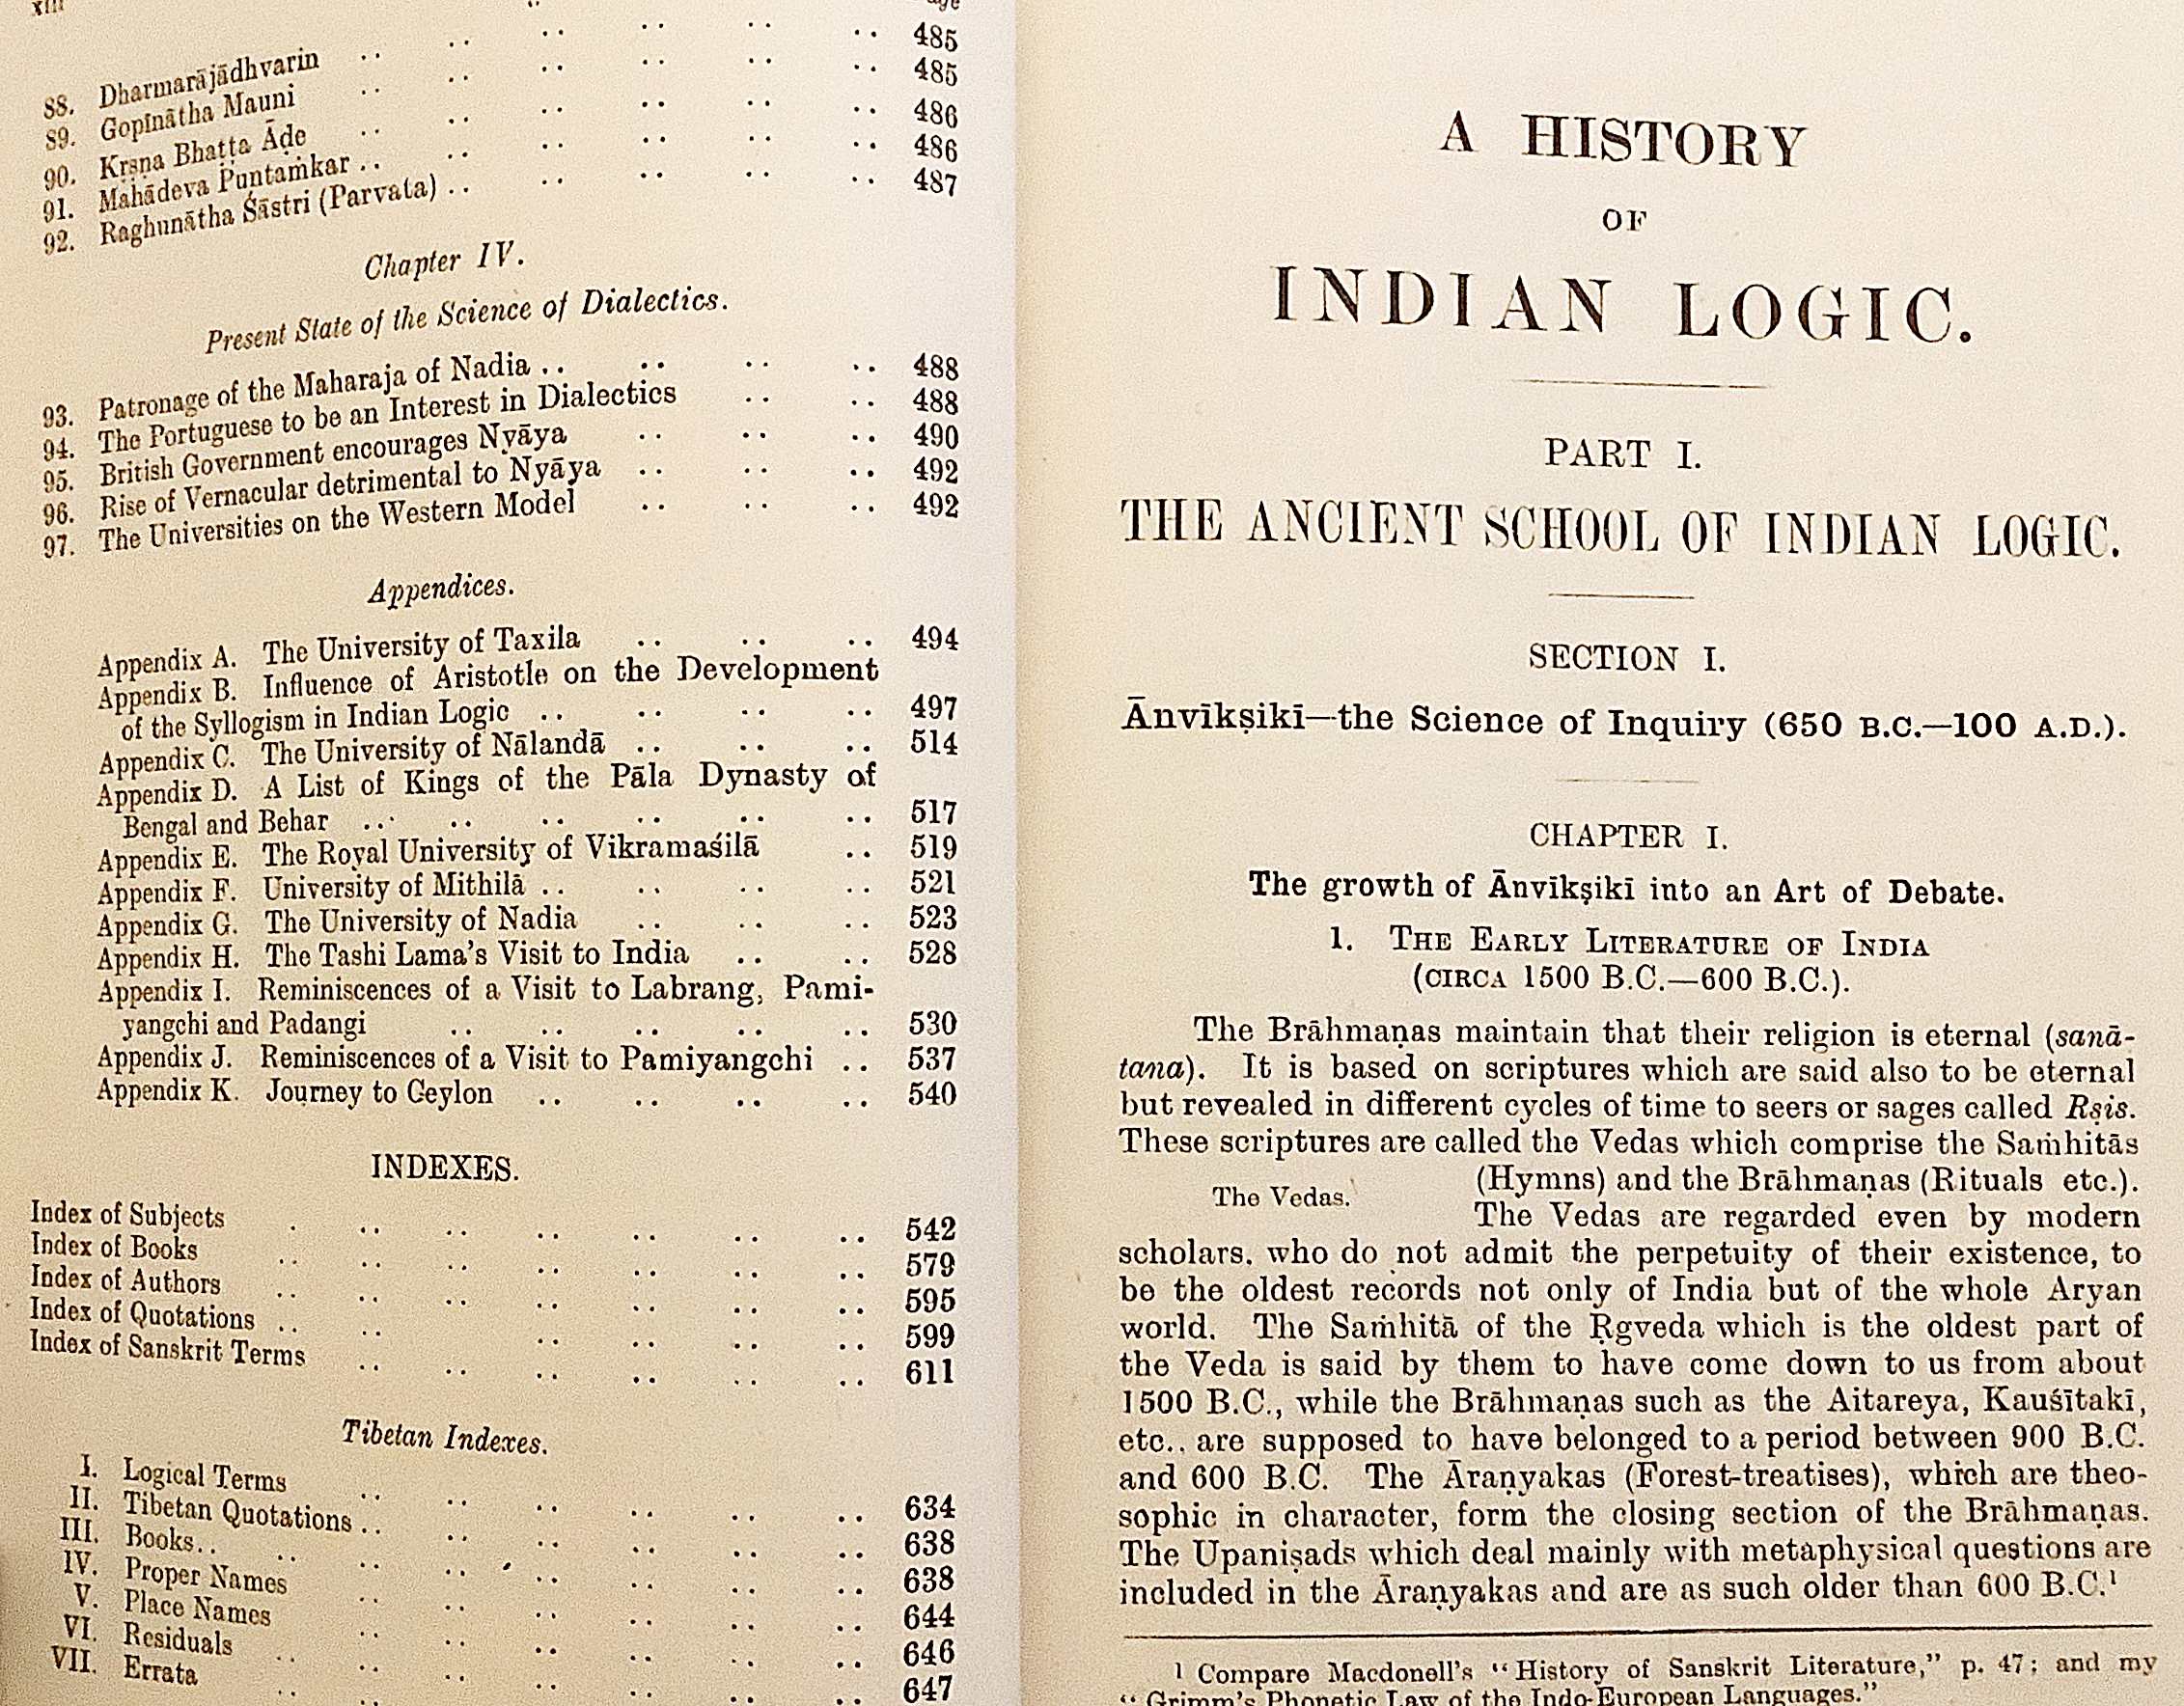 xiii
88. Dharmarājādhvarin .. .. .. .. .. .. 485
89. Gopīnātha Mauni .. .. .. .. .. .. 485
90. Kṛṣṇa Bhaṭṭa Āḍe .. .. .. .. .. .. 486
91. Mahādeva Puṇtaṁkar .. .. .. .. .. .. 486
92. Raghunātha Śāstri (Parvata) .. .. .. .. .. 487
Chapter IV.
Present State of the Science of Dialectics.
93. Patronage of the Maharaja of Nadia .. .. .. .. 488
94. The Portuguese to be an Interest in Dialectics .. .. 488
95. British Government encourages Nyāya .. .. .. 490
96. Rise of Vernacular detrimental to Nyāya .. .. .. 492
97. The Universities on the Western Model .. .. .. 492
Appendices.
Appendix A. The University of Taxila .. .. .. 494
Appendix B. Influence of Aristotle on the Development
of the Syllogism in Indian Logic .. .. .. .. 497
Appendix C. The University of Nālandā .. .. .. 514
Appendix D. A List of Kings of the Pāla Dynasty of
Bengal and Behar .. .. .. .. .. .. 517
Appendix E. The Royal University of Vikramaśilā .. 519
Appendix F. University of Mithilā .. .. .. .. 521
Appendix G. The University of Nadia .. .. .. 523
Appendix H. The Tashi Lama's Visit to India .. .. 528
Appendix I. Reminiscences of a Visit to Labrang, Pami-
yangchi and Padangi .. .. .. .. .. 530
Appendix J. Reminiscences of a Visit to Pamiyangchi .. 537
Appendix K. Journey to Ceylon .. .. .. .. 540
INDEXES.
Index of Subjects . .. .. .. .. .. .. 542
Index of Books .. .. .. .. .. .. .. 579
Index of Authors .. .. .. .. .. .. .. 595
Index of Quotations .. .. .. .. .. .. 599
Index of Sanskrit Terms .. .. .. .. .. .. 611
Tibetan Indexes.
I. Logical Terms .. .. .. .. .. .. 634
II. Tibetan Quotations .. .. .. .. .. .. 638
III. Books .. .. .. .. .. .. .. 638
IV. Proper Names .. .. .. .. .. .. 644
V. Place Names .. .. .. .. .. .. 646
VI. Residuals .. .. .. .. .. .. .. 647
VII. Errata
A HISTORY
OF
INDIAN LOGIC.
PART I.
THE ANCIENT SCHOOL OF INDIAN LOGIC.
SECTION I.
Ānvīkṣikī—the Science of Inquiry (650 B.C.—100 A.D.).
CHAPTER I.
The growth of Ānvīkṣikī into an Art of Debate.
1. THE EARLY LITERATURE OF INDIA
(CIRCA 1500 B.C.—600 B.C.).
The Brāhmaṇas maintain that their religion is eternal (sanā-
tana). It is based on scriptures which are said also to be eternal
but revealed in different cycles of time to seers or sages called Rṣis.
These scriptures are called the Vedas which comprise the Saṁhitās
The Vedas. (Hymns) and the Brāhmaṇas (Rituals etc.).
The Vedas are regarded even by modern
scholars, who do not admit the perpetuity of their existence, to
be the oldest records not only of India but of the whole Aryan
world. The Saṁhitā of the Ṛgveda which is the oldest part of
the Veda is said by them to have come down to us from about
1500 B.C., while the Brāhmaṇas such as the Aitareya, Kauśītakī,
etc., are supposed to have belonged to a period between 900 B.C.
and 600 B.C. The Āraṇyakas (Forest-treatises), which are theo-
sophic in character, form the closing section of the Brāhmaṇas.
The Upaniṣads which deal mainly with metaphysical questions are
included in the Āraṇyakas and are as such older than 600 B.C.¹
¹ Compare Macdonell's "History of Sanskrit Literature," p. 47; and my
"Grimm's Phonetic Law of the Indo-European Languages."